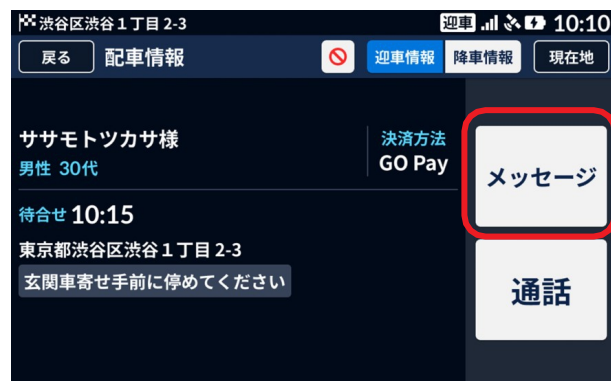 渋谷区渋谷１丁目 2-3
迎車 10:10
戻る 配車情報 迎車情報 降車情報 現在地
ササモトツカサ様
男性 30代
決済方法
GO Pay
メッセージ
待合せ 10:15
東京都渋谷区渋谷１丁目 2-3
玄関車寄せ手前に停めてください
通話